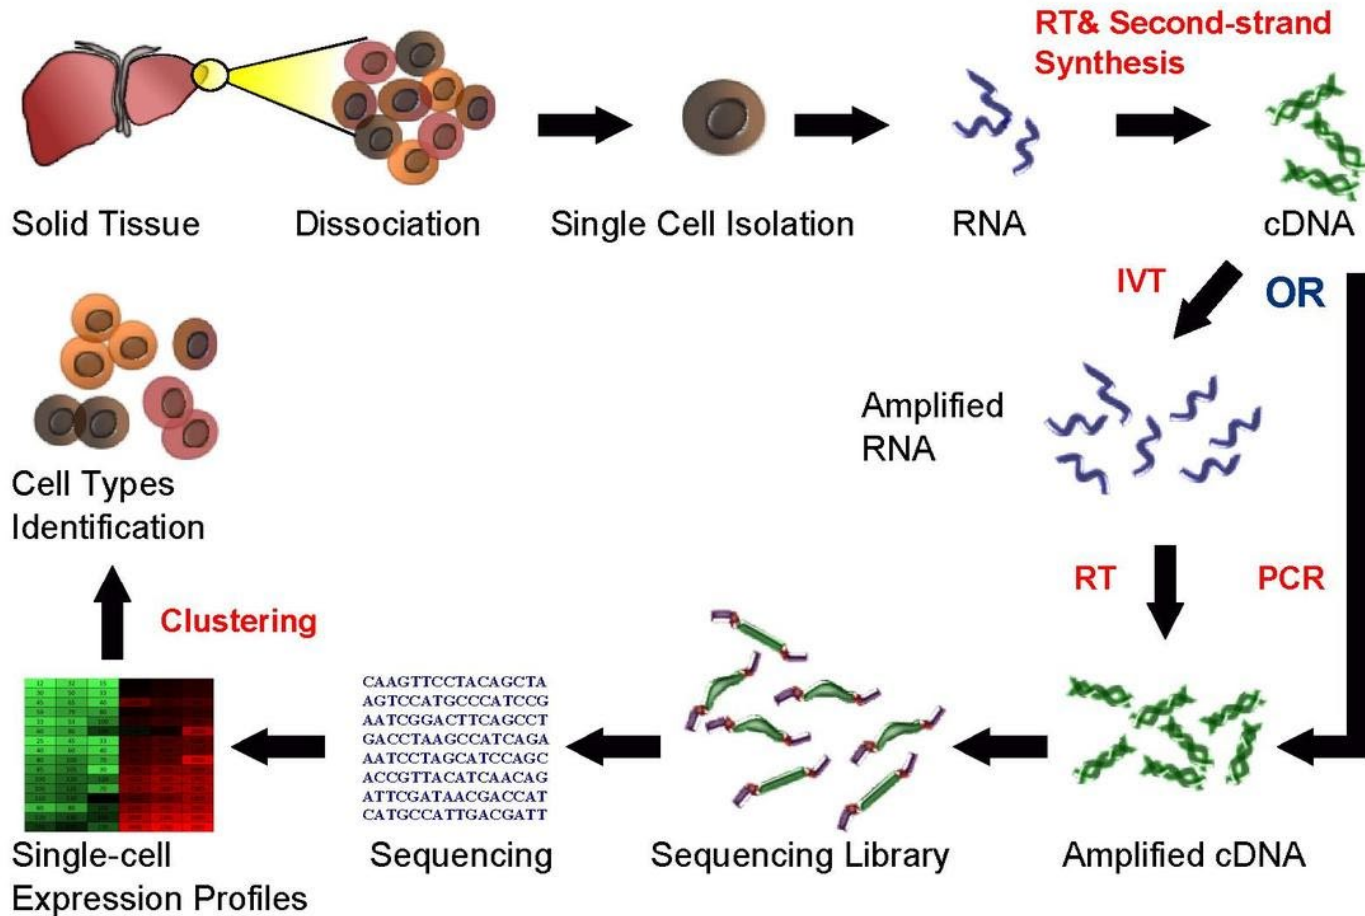 RT& Second-strand
Synthesis
Solid Tissue
Dissociation
Single Cell Isolation
RNA
cDNA
IVT
OR
Amplified
RNA
Cell Types
Identification
RT
PCR
Clustering
CAAGTTCCTACAGCTA
AGTCCATGCCCATCCG
AATCGGACTTCAGCCT
GACCTAAGCCATCAGA
AATCCTAGCATCCAGC
ACCGTTACATCAACAG
ATTCGATAACGACCAT
CATGCCATTGACGATT
Single-cell
Expression Profiles
Sequencing
Sequencing Library
Amplified cDNA